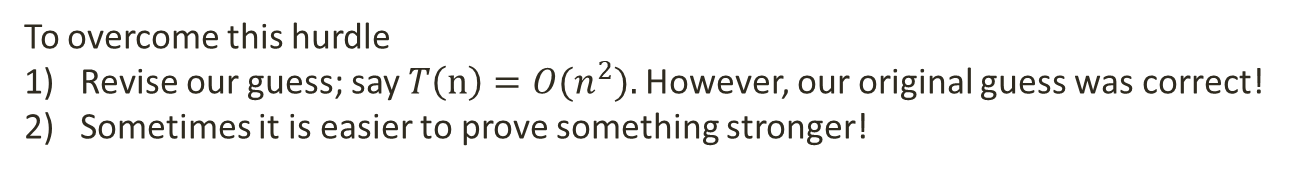 To overcome this hurdle
1) Revise our guess; say T(n) = O(n²). However, our original guess was correct!
2) Sometimes it is easier to prove something stronger!